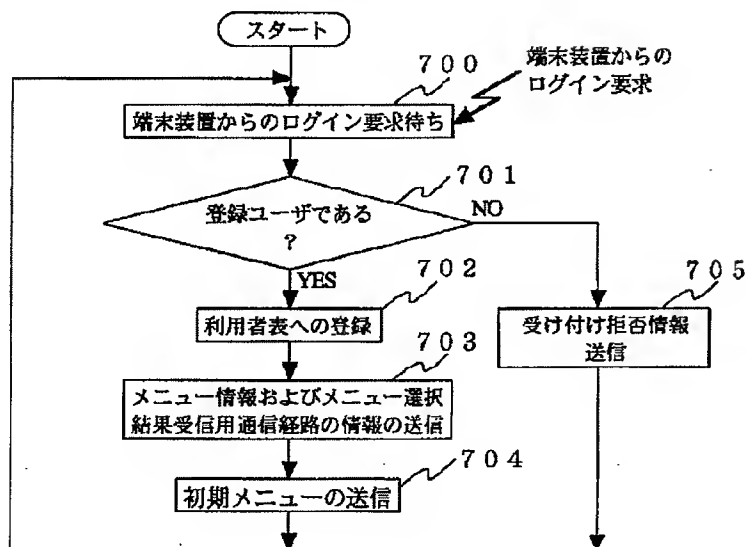 スタート
700
端末装置からの
ログイン要求
端末装置からのログイン要求待ち
701
登録ユーザである
?
NO
YES
702
705
利用者表への登録
受け付け拒否情報
送信
703
メニュー情報およびメニュー選択
結果受信用通信経路の情報の送信
704
初期メニューの送信